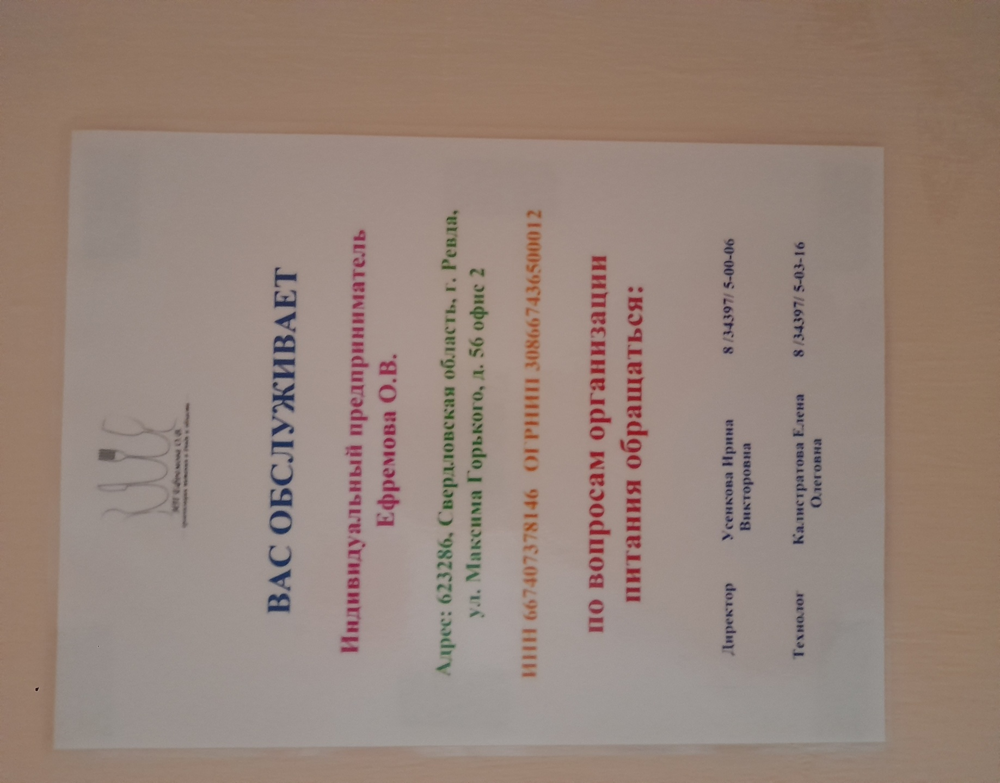 ИП Ефремова О.В.
ВАС ОБСЛУЖИВАЕТ
Индивидуальный предприниматель
Ефремова О.В.
Адрес: 623286, Свердловская область, г. Ревда,
ул. Максима Горького, д. 56 офис 2
ИНН 667407378146 ОГРНИП 308667436500012
по вопросам организации
питания обращаться:
Директор Усенкова Ирина 8 /34397/ 5-00-06
Викторовна
Технолог Калистратова Елена 8 /34397/ 5-03-16
Олеговна